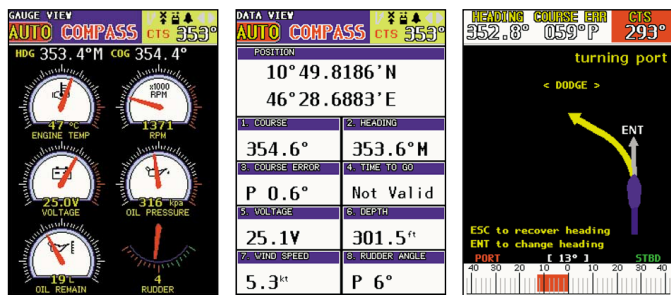 GAUGE VIEW
AUTO COMPASS CTS 353°
HDG 353.4°M COG 354.4°
47 °C
ENGINE TEMP
x1000
RPM
1371
RPM
25.0V
VOLTAGE
316 kpa
OIL PRESSURE
19 L
OIL REMAIN
4
RUDDER
DATA VIEW
AUTO COMPASS CTS 353°
POSITION
10°49.8186'N
46°28.6883'E
1. COURSE
354.6°
2. HEADING
353.6°M
3. COURSE ERROR
P 0.6°
4. TIME TO GO
Not Valid
5. VOLTAGE
25.1V
6. DEPTH
301.5ft
7. WIND SPEED
5.3kt
8. RUDDER ANGLE
P 6°
HEADING COURSE ERR CTS
352.8° 059°P 293°
turning port
< DODGE >
ENT
ESC to recover heading
ENT to change heading
PORT [ 13° ] STBD
40 30 20 10 0 10 20 30 40